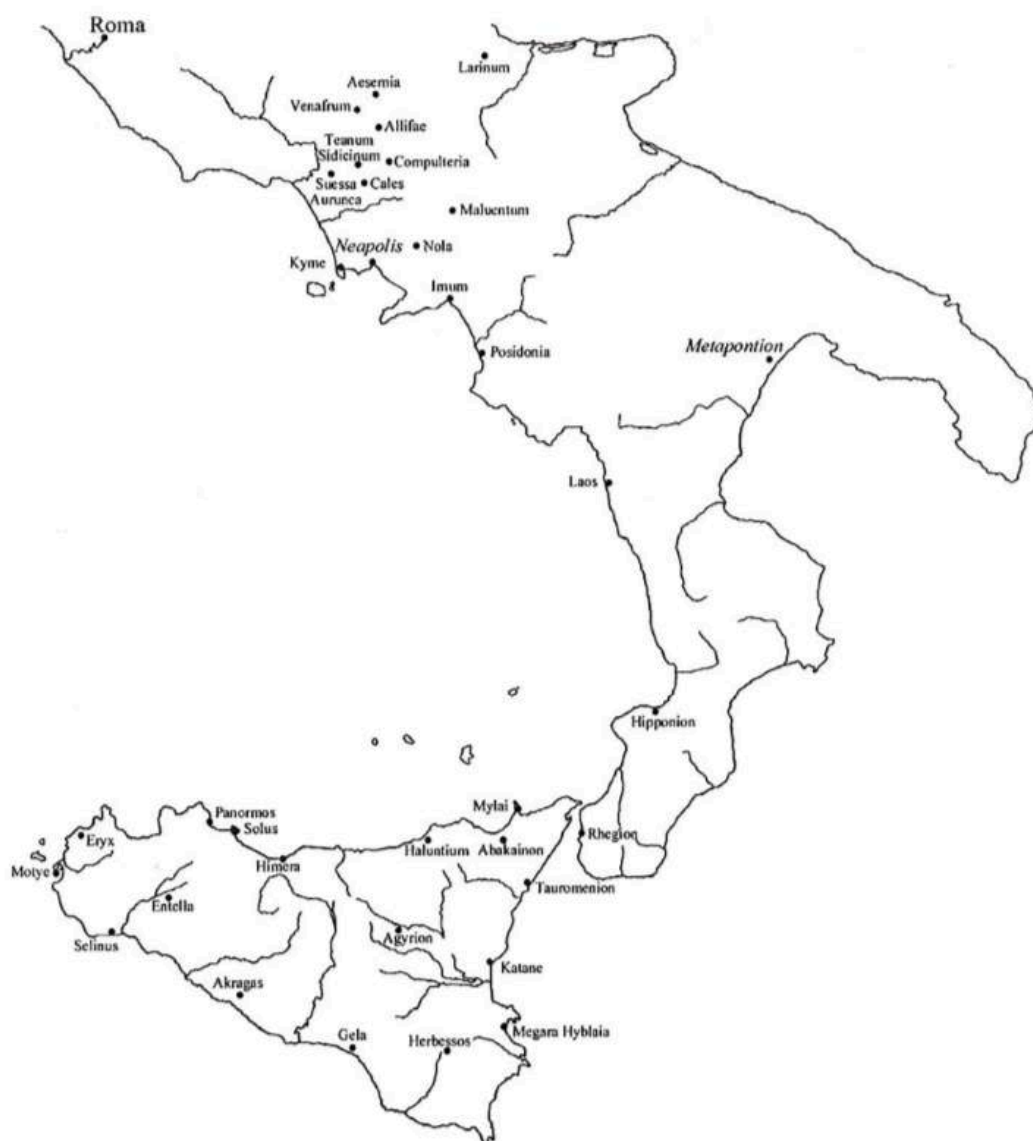 Roma
Larinum
Aesernia
Venafrum
Allifae
Teanum
Sidicinum
Compulteria
Suessa
Aurunca
Cales
Maluentum
Neapolis
Nola
Kyme
Irnum
Posidonia
Metapontion
Laos
Hipponion
Mylai
Panormos
Solus
Eryx
Haluntium
Abakainon
Rhegion
Motye
Himera
Tauromenion
Entella
Selinus
Agyrion
Katane
Akragas
Megara Hyblaia
Gela
Herbessos